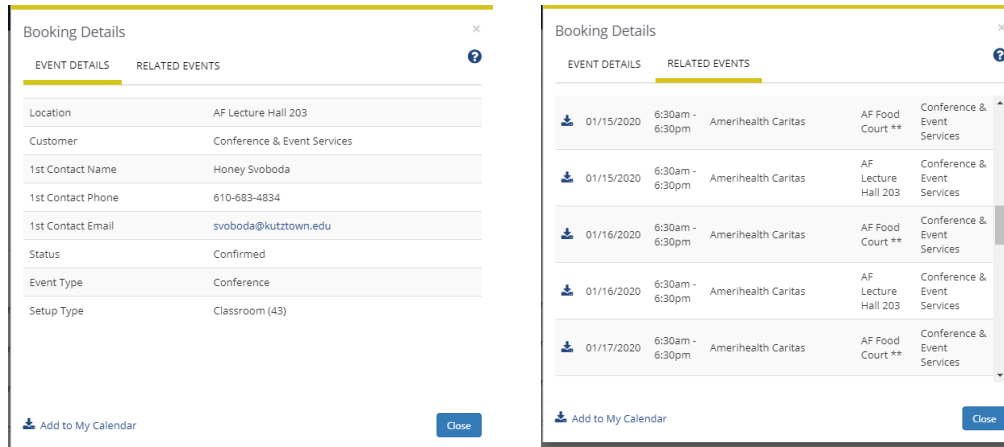 Booking Details
×
EVENT DETAILS RELATED EVENTS
?
Location AF Lecture Hall 203
Customer Conference & Event Services
1st Contact Name Honey Svoboda
1st Contact Phone 610-683-4834
1st Contact Email svoboda@kutztown.edu
Status Confirmed
Event Type Conference
Setup Type Classroom (43)
Add to My Calendar
Close
Booking Details
×
EVENT DETAILS RELATED EVENTS
?
01/15/2020 6:30am - 6:30pm Amerihealth Caritas AF Food Court ** Conference & Event Services
01/15/2020 6:30am - 6:30pm Amerihealth Caritas AF Lecture Hall 203 Conference & Event Services
01/16/2020 6:30am - 6:30pm Amerihealth Caritas AF Food Court ** Conference & Event Services
01/16/2020 6:30am - 6:30pm Amerihealth Caritas AF Lecture Hall 203 Conference & Event Services
01/17/2020 6:30am - 6:30pm Amerihealth Caritas AF Food Court ** Conference & Event Services
Add to My Calendar
Close